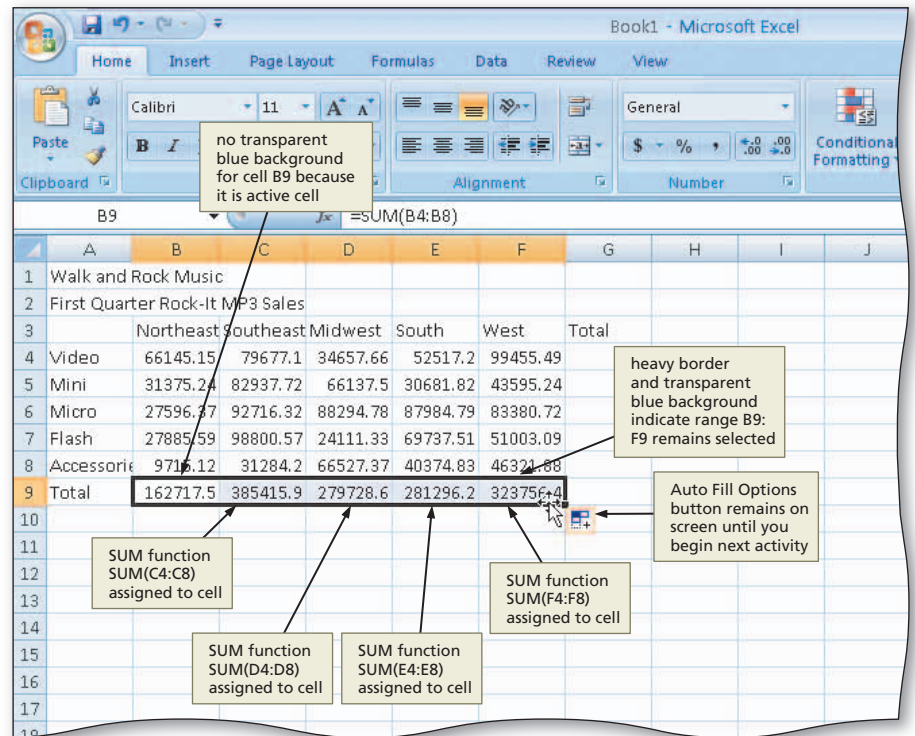 Book1 - Microsoft Excel
Home Insert Page Layout Formulas Data Review View
Calibri 11 A A General
Paste B I $ % , .0 .00 .00 .0 Conditional Formatting
Clipboard Alignment Number
no transparent
blue background
for cell B9 because
it is active cell
B9 fx =SUM(B4:B8)
A B C D E F G H I J
1 Walk and Rock Music
2 First Quarter Rock-It MP3 Sales
3 Northeast Southeast Midwest South West Total
4 Video 66145.15 79677.1 34657.66 52517.2 99455.49
5 Mini 31375.24 82937.72 66137.5 30681.82 43595.24
6 Micro 27596.37 92716.32 88294.78 87984.79 83380.72
7 Flash 27885.59 98800.57 24111.33 69737.51 51003.09
8 Accessorie 9715.12 31284.2 66527.37 40374.83 46321.88
9 Total 162717.5 385415.9 279728.6 281296.2 323756.4
10
11
12
13
14
15
16
17
18
heavy border
and transparent
blue background
indicate range B9:
F9 remains selected
Auto Fill Options
button remains on
screen until you
begin next activity
SUM function
SUM(C4:C8)
assigned to cell
SUM function
SUM(F4:F8)
assigned to cell
SUM function
SUM(D4:D8)
assigned to cell
SUM function
SUM(E4:E8)
assigned to cell